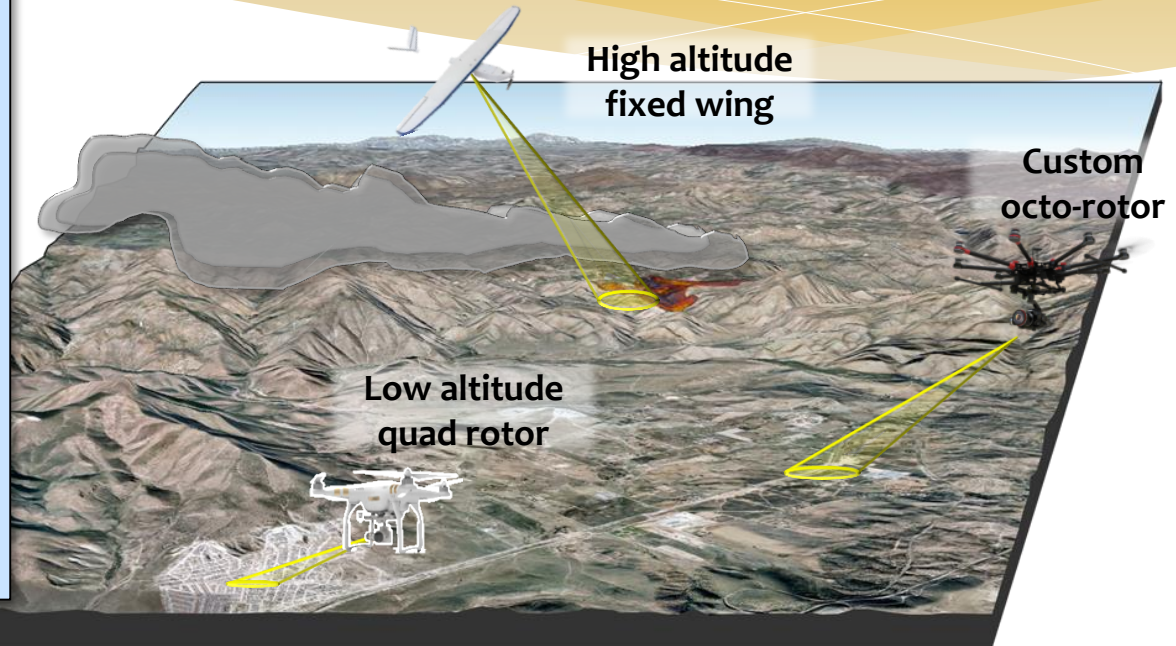 High altitude
fixed wing
Custom
octo-rotor
Low altitude
quad rotor